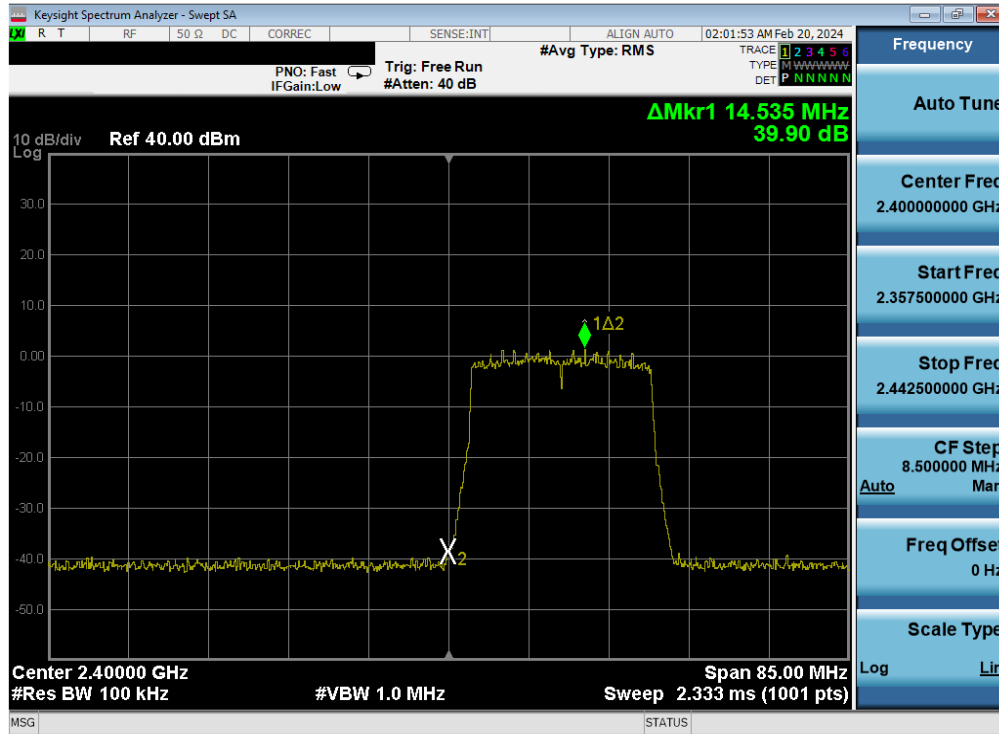 Keysight Spectrum Analyzer - Swept SA
LXI R T RF 50 Ω DC CORREC SENSE:INT ALIGN AUTO 02:01:53 AM Feb 20, 2024
#Avg Type: RMS
TRACE 1 2 3 4 5 6
PNO: Fast Trig: Free Run
TYPE M WWWWW
IFGain:Low #Atten: 40 dB
DET P N N N N N
ΔMkr1 14.535 MHz
39.90 dB
10 dB/div Ref 40.00 dBm
Log
30.0
20.0
10.0
0.00
-10.0
-20.0
-30.0
-40.0
-50.0
1Δ2
2
Center 2.40000 GHz Span 85.00 MHz
#Res BW 100 kHz #VBW 1.0 MHz Sweep 2.333 ms (1001 pts)
MSG STATUS
Frequency
Auto Tune
Center Freq
2.400000000 GHz
Start Freq
2.357500000 GHz
Stop Freq
2.442500000 GHz
CF Step
8.500000 MHz
Auto Man
Freq Offset
0 Hz
Scale Type
Log Lin